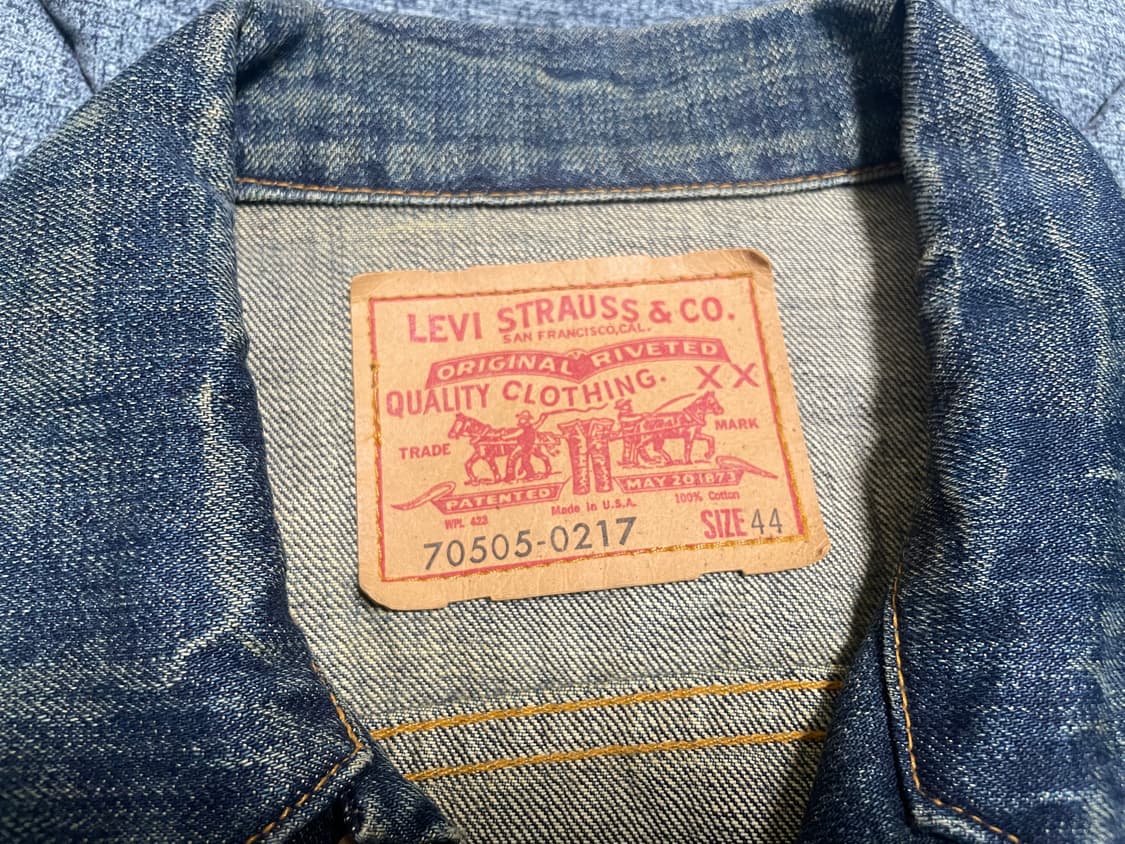 LEVI STRAUSS & CO.
SAN FRANCISCO, CAL.
ORIGINAL RIVETED
QUALITY CLOTHING. XX
TRADE MARK
PATENTED MAY 20 1873
WPL 423 Made in U.S.A. 100% Cotton
70505-0217 SIZE 44